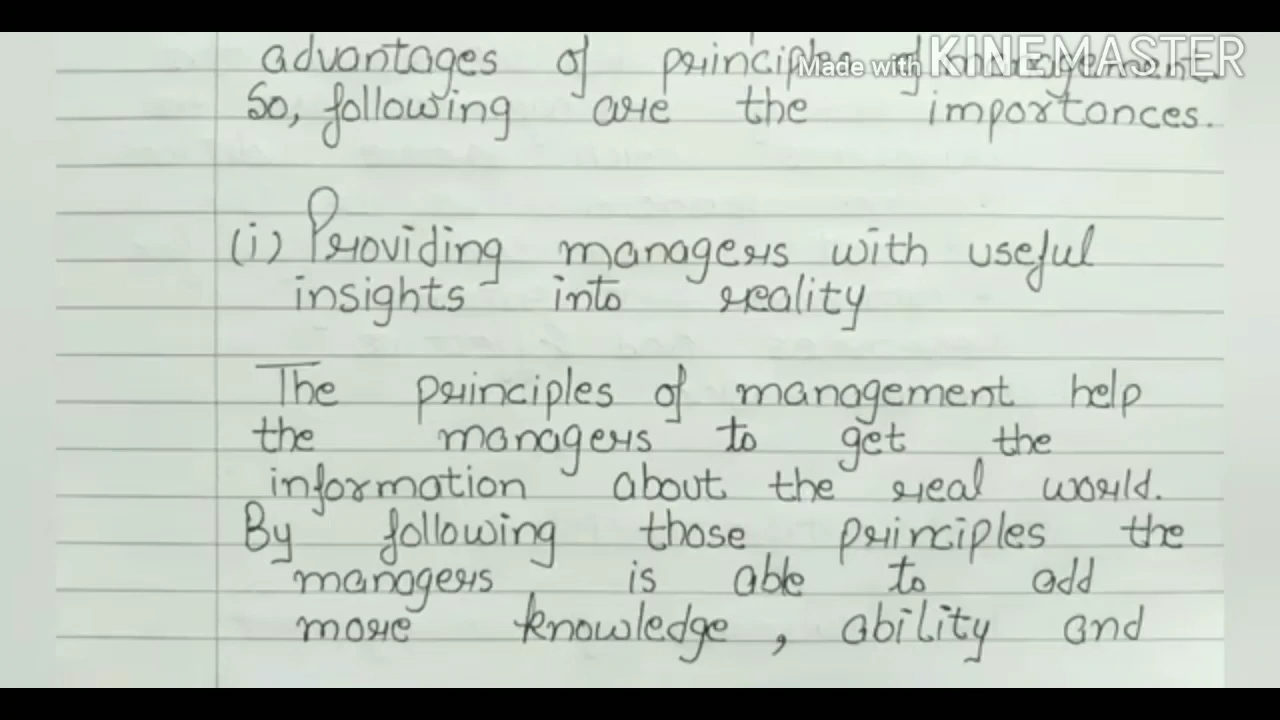 advantages of principles of management.
Made with KINEMASTER
So, following are the importances.
(i) Providing managers with useful
insights into reality
The principles of management help
the managers to get the
information about the real world.
By following those principles the
managers is able to add
more knowledge, ability and